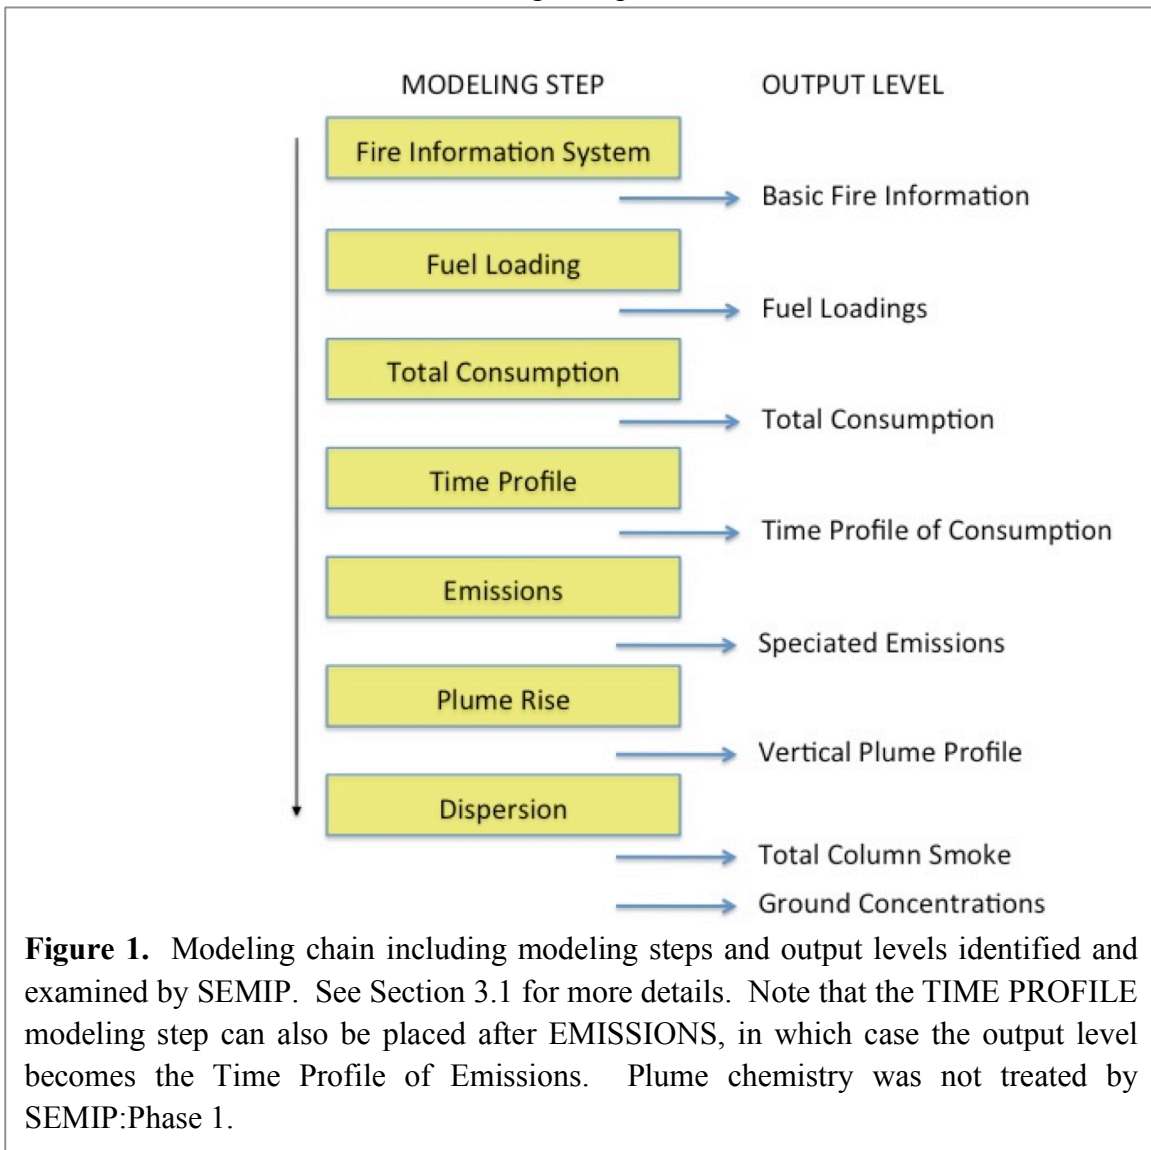 MODELING STEP OUTPUT LEVEL
Fire Information System
Basic Fire Information
Fuel Loading
Fuel Loadings
Total Consumption
Total Consumption
Time Profile
Time Profile of Consumption
Emissions
Speciated Emissions
Plume Rise
Vertical Plume Profile
Dispersion
Total Column Smoke
Ground Concentrations
Figure 1. Modeling chain including modeling steps and output levels identified and
examined by SEMIP. See Section 3.1 for more details. Note that the TIME PROFILE
modeling step can also be placed after EMISSIONS, in which case the output level
becomes the Time Profile of Emissions. Plume chemistry was not treated by
SEMIP:Phase 1.